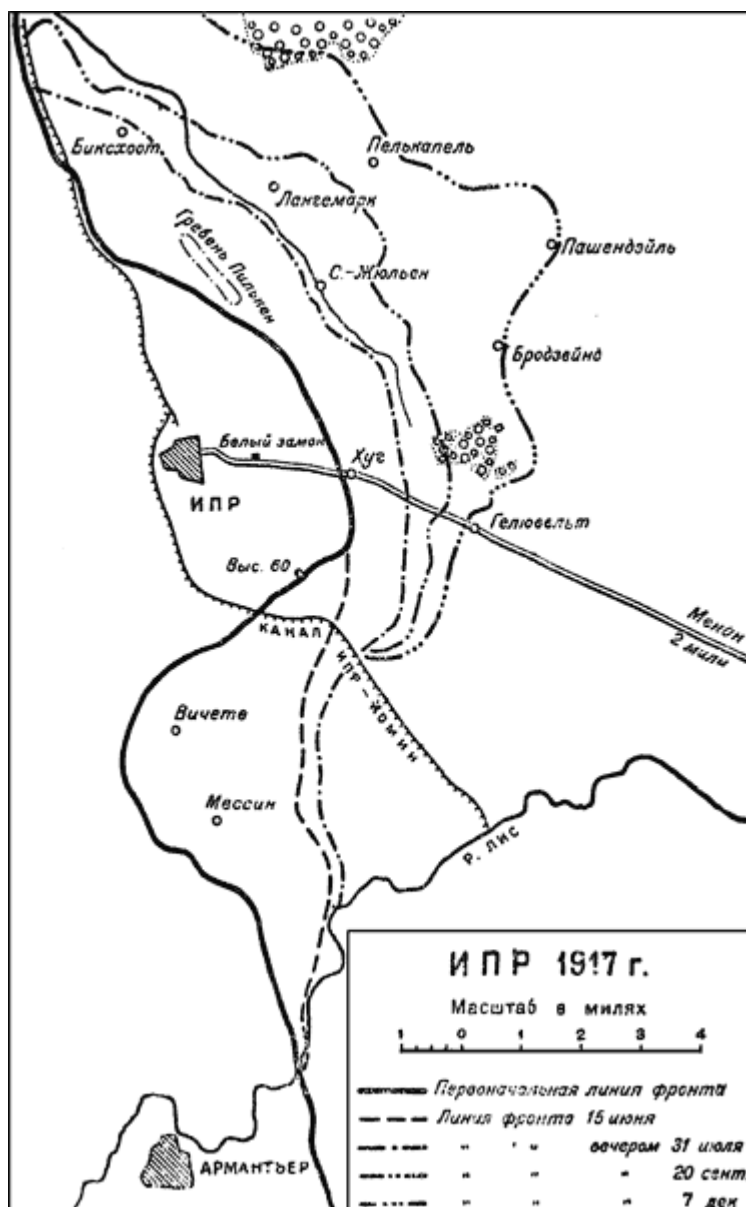 Биксхоот
Пелькапель
Лангемарк
Гребень Пилькен
Пашендэйль
С.-Жюльен
Бродзейнд
Белый замок
Хуг
ИПР
Гелювельт
Выс. 60
КАНАЛ
ИПР – КОМИН
Менон
2 мили
Вичете
Мессин
Р. ЛИС
АРМАНТЬЕР
ИПР 1917 г.
Масштаб в милях
1 0 1 2 3 4
Первоначальная линия фронта
Линия фронта 15 июня
" " " вечером 31 июля
" " " 20 сент
" " " 7 дек